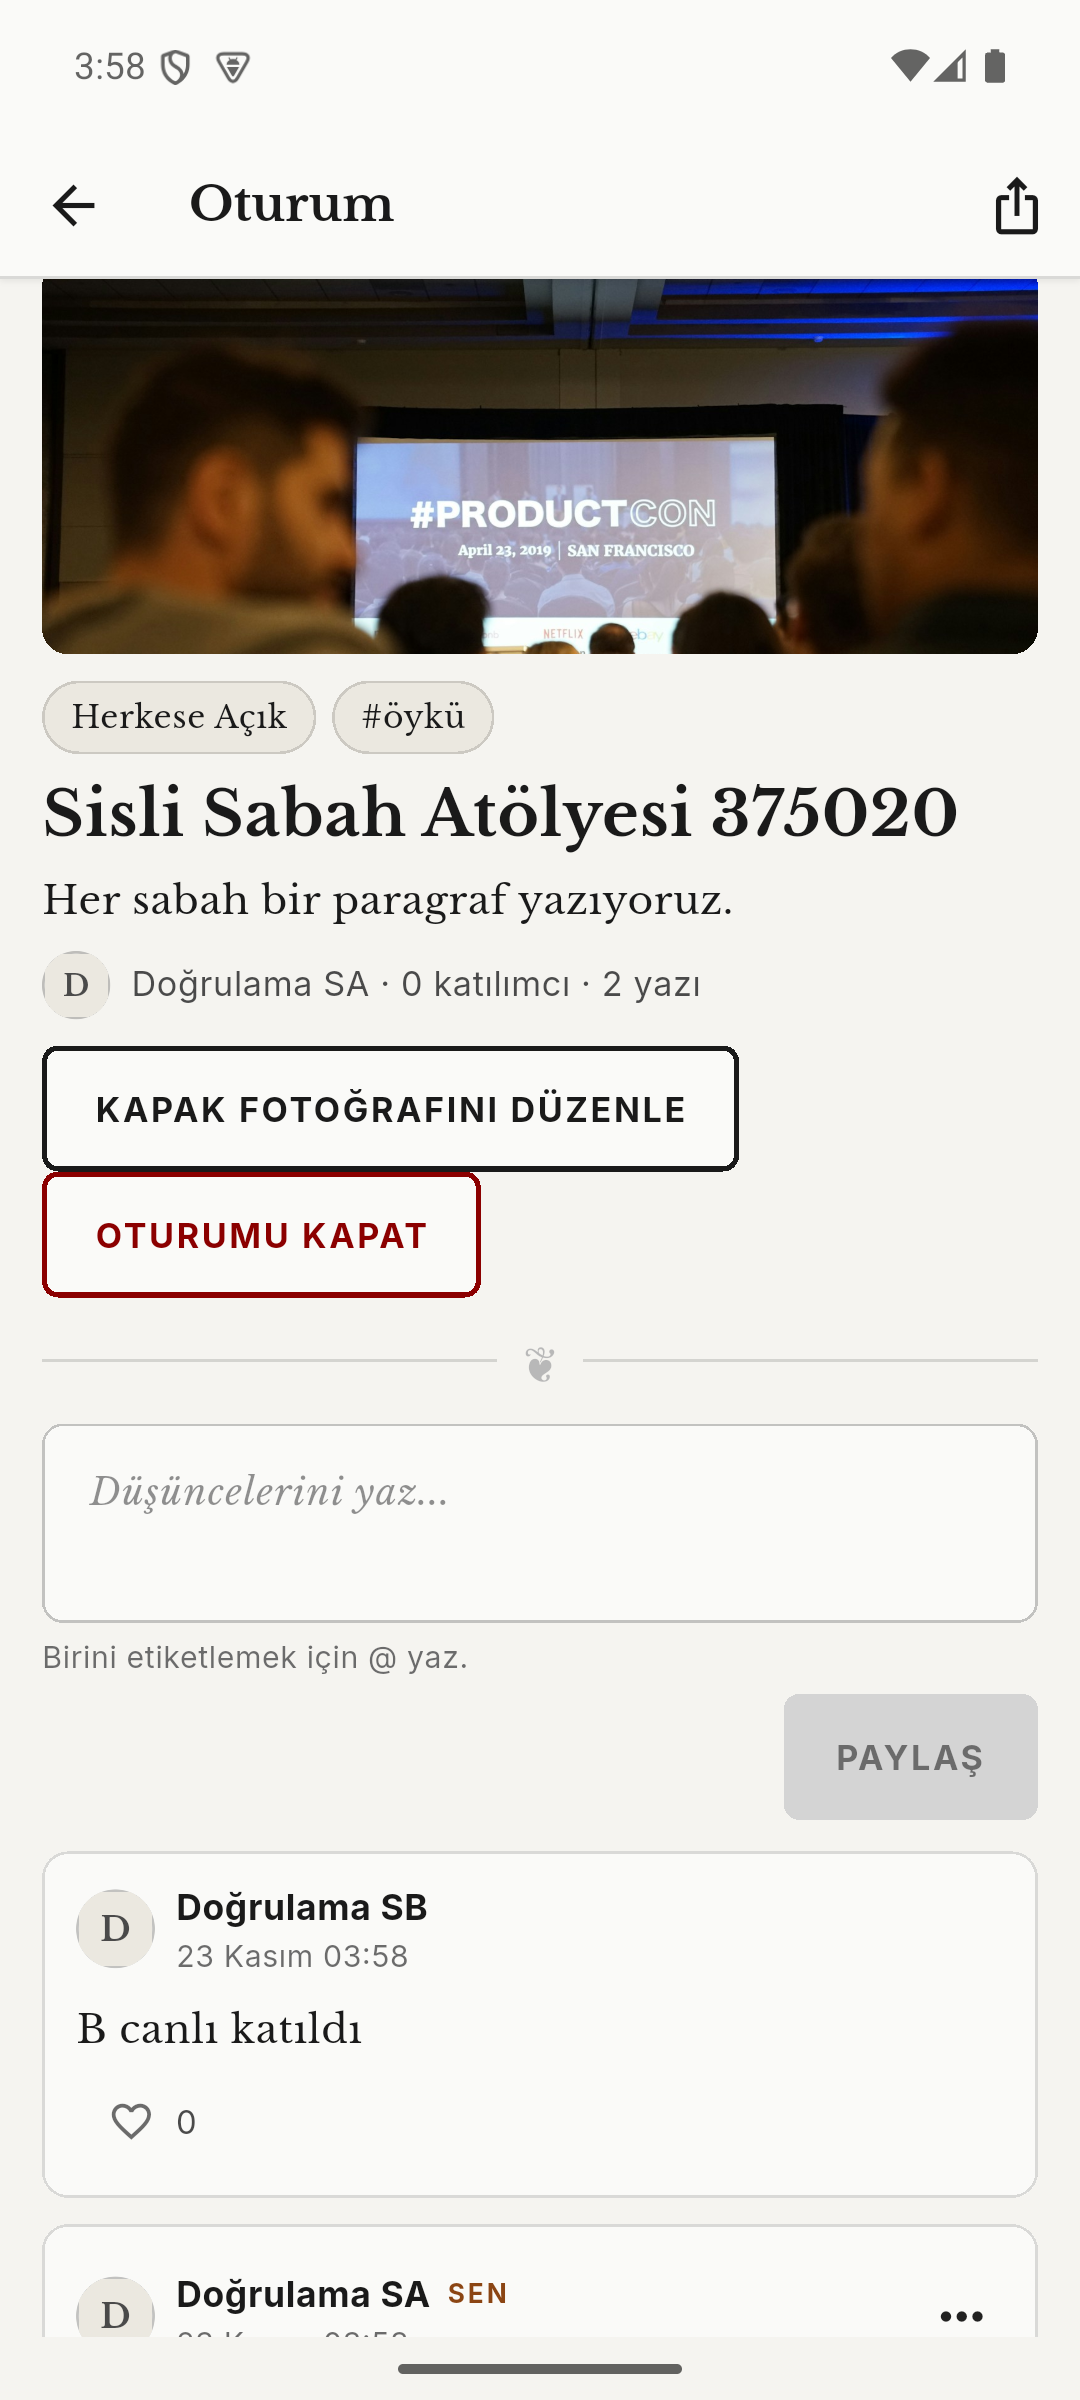 3:58
Oturum
#PRODUCTCON
April 23, 2019 | SAN FRANCISCO
NETFLIX
Herkese Açık
#öykü
Sisli Sabah Atölyesi 375020
Her sabah bir paragraf yazıyoruz.
D
Doğrulama SA · 0 katılımcı · 2 yazı
KAPAK FOTOĞRAFINI DÜZENLE
OTURUMU KAPAT
Düşüncelerini yaz...
Birini etiketlemek için @ yaz.
PAYLAŞ
D
Doğrulama SB
23 Kasım 03:58
B canlı katıldı
0
D
Doğrulama SA SEN